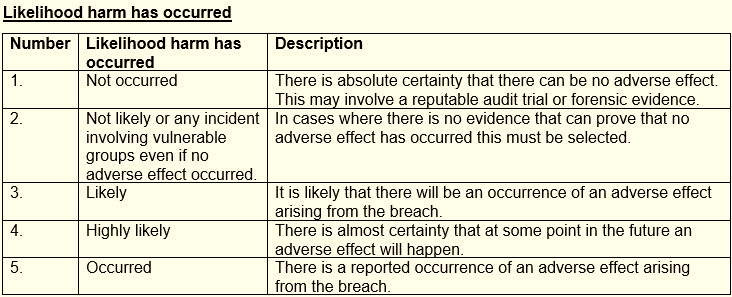 Likelihood harm has occurred
Number Likelihood harm has occurred Description
1. Not occurred There is absolute certainty that there can be no adverse effect.
This may involve a reputable audit trial or forensic evidence.
2. Not likely or any incident involving vulnerable groups even if no adverse effect occurred. In cases where there is no evidence that can prove that no
adverse effect has occurred this must be selected.
3. Likely It is likely that there will be an occurrence of an adverse effect
arising from the breach.
4. Highly likely There is almost certainty that at some point in the future an
adverse effect will happen.
5. Occurred There is a reported occurrence of an adverse effect arising
from the breach.